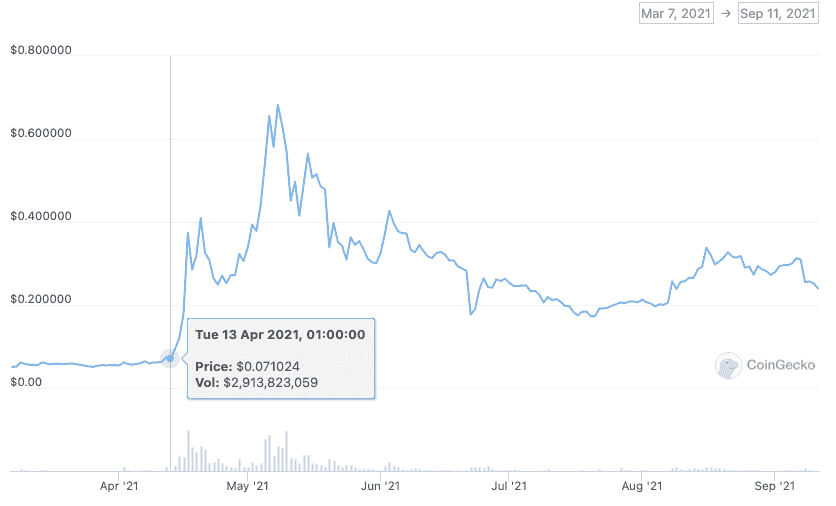 Mar 7, 2021 → Sep 11, 2021
$0.800000
$0.600000
$0.400000
$0.200000
Tue 13 Apr 2021, 01:00:00
Price: $0.071024
Vol: $2,913,823,059
CoinGecko
$0.00
Apr '21 May '21 Jun '21 Jul '21 Aug '21 Sep '21